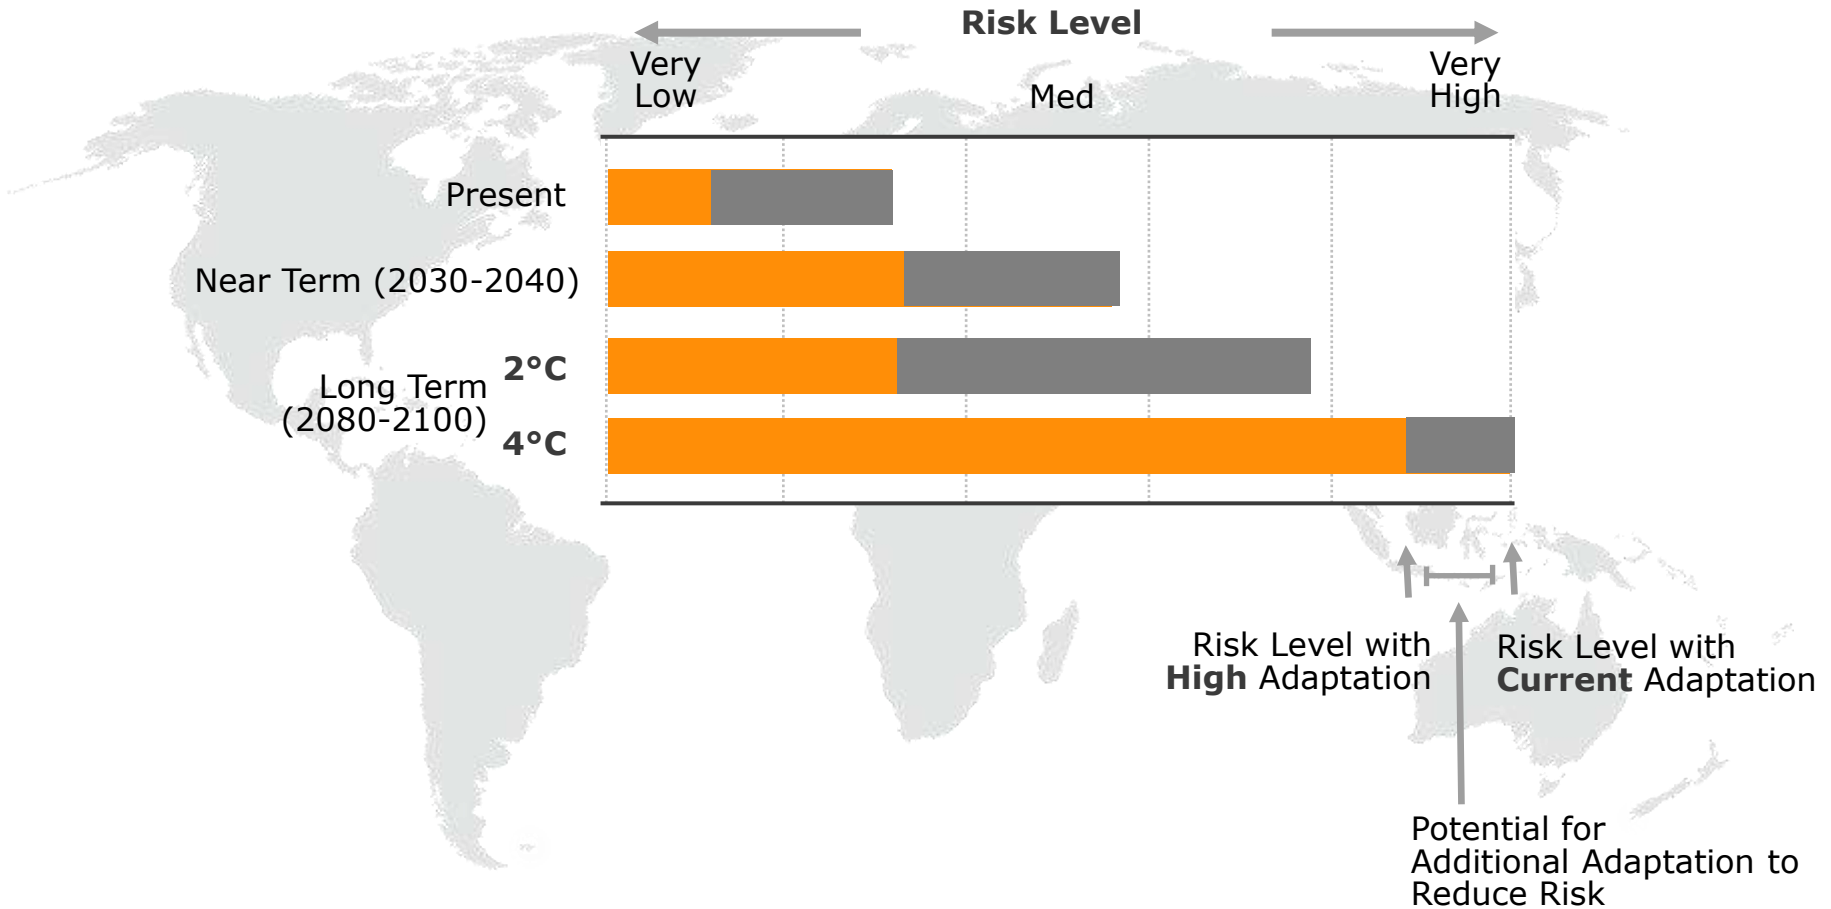 Risk Level
Very
Low
Med
Very
High
Present
Near Term (2030-2040)
Long Term
(2080-2100)
2°C
4°C
Risk Level with
High Adaptation
Risk Level with
Current Adaptation
Potential for
Additional Adaptation to
Reduce Risk